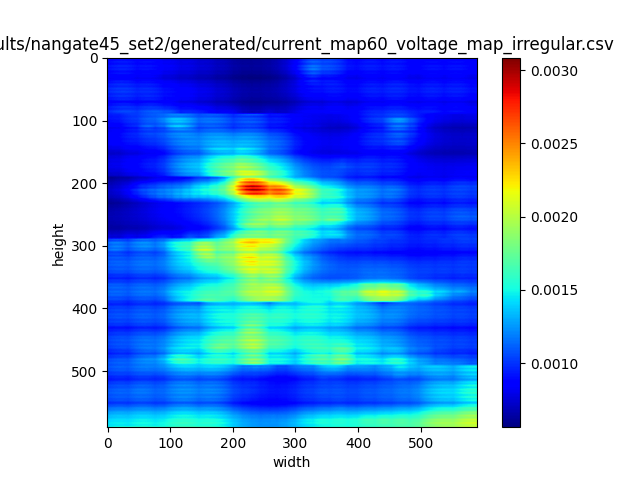 ults/nangate45_set2/generated/current_map60_voltage_map_irregular.csv
0
100
200
300
400
500
height
0 100 200 300 400 500
width
0.0030
0.0025
0.0020
0.0015
0.0010